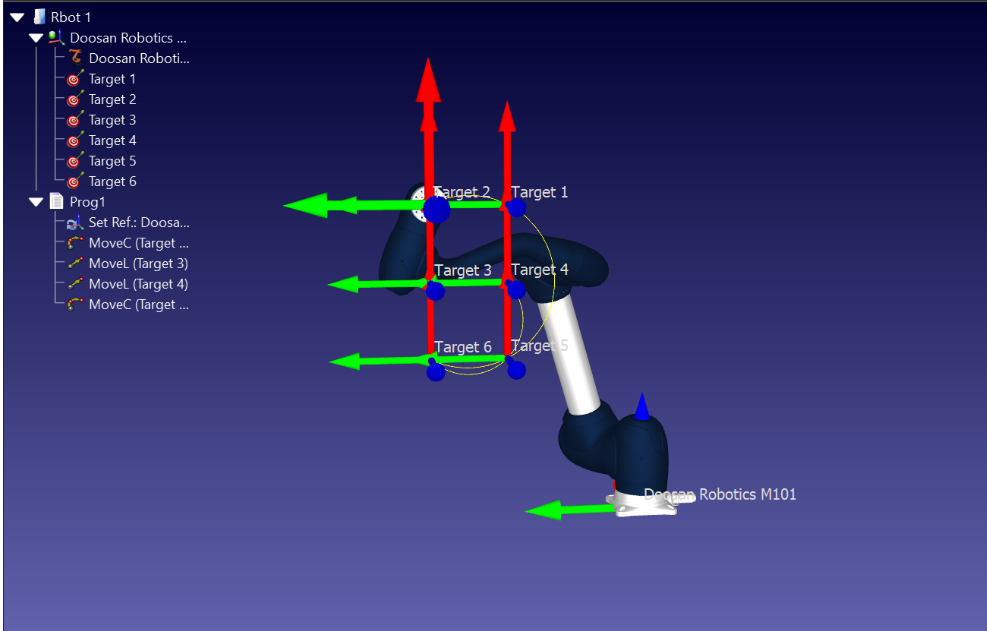 Rbot 1
Doosan Robotics ...
Doosan Roboti...
Target 1
Target 2
Target 3
Target 4
Target 5
Target 6
Prog1
Set Ref.: Doosa...
MoveC (Target ...
MoveL (Target 3)
MoveL (Target 4)
MoveC (Target ...
Target 2
Target 1
Target 3
Target 4
Target 6
Target 5
Doosan Robotics M101